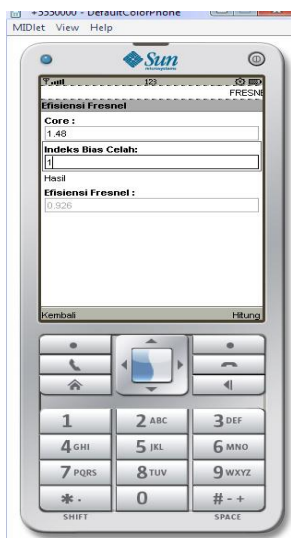 +5550000 - DefaultColorPhone
MIDlet View Help
Sun
microsystems
123
FRESNE
Efisiensi Fresnel
Core :
1.48
Indeks Bias Celah:
1
Hasil
Efisiensi Fresnel :
0.926
Kembali Hitung
1 2 ABC 3 DEF
4 GHI 5 JKL 6 MNO
7 PQRS 8 TUV 9 WXYZ
* . 0 # - +
SHIFT SPACE